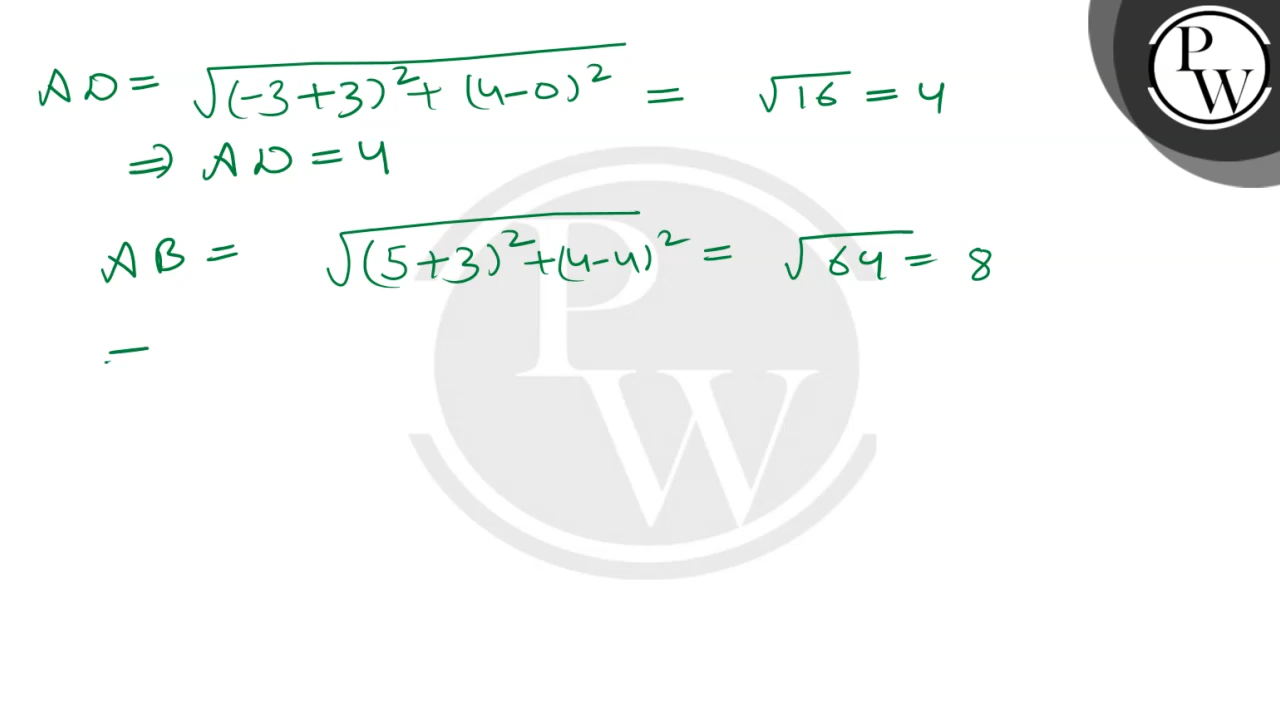 P
W
AD = √(-3+3)² + (4-0)² = √16 = 4
⇒ AD = 4
AB = √(5+3)² + (4-4)² = √64 = 8
P
W